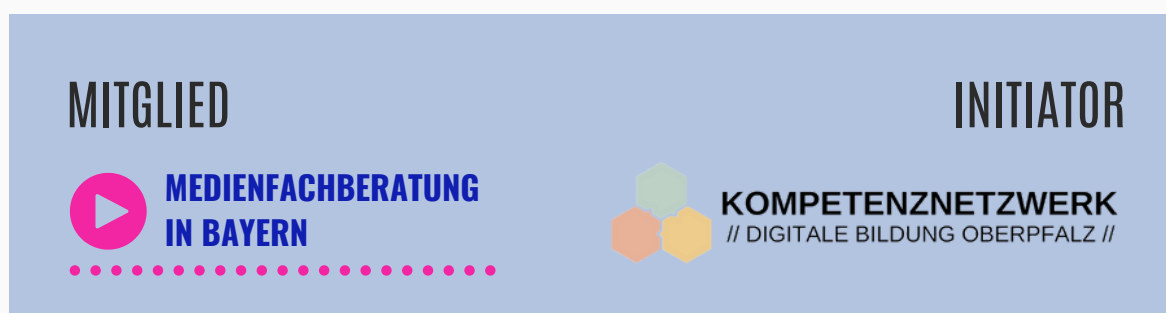 MITGLIED
MEDIENFACHBERATUNG
IN BAYERN
INITIATOR
KOMPETENZNETZWERK
// DIGITALE BILDUNG OBERPFALZ //